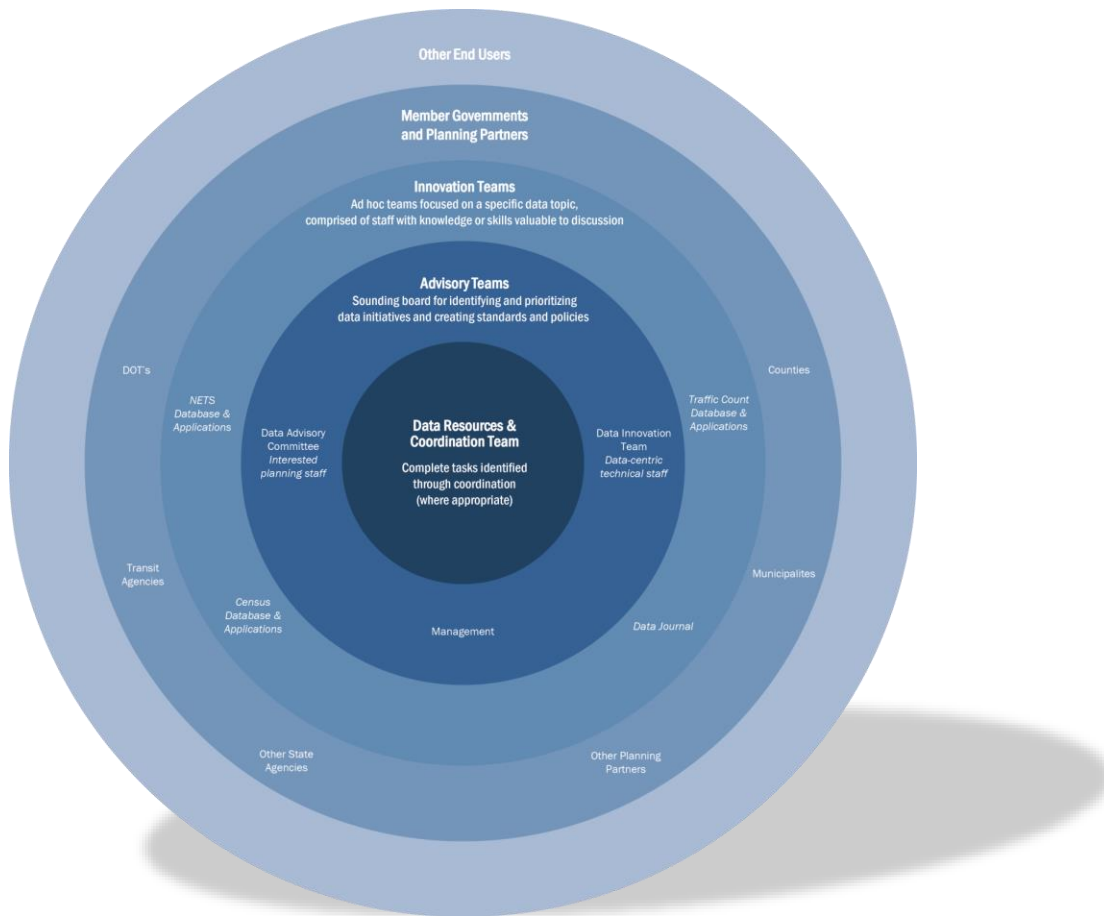 Other End Users
Member Governments
and Planning Partners
Innovation Teams
Ad hoc teams focused on a specific data topic,
comprised of staff with knowledge or skills valuable to discussion
Advisory Teams
Sounding board for identifying and prioritizing
data initiatives and creating standards and policies
DOT's
Counties
NETS
Database &
Applications
Traffic Count
Database &
Applications
Data Advisory
Committee
Interested
planning staff
Data Resources &
Coordination Team
Complete tasks identified
through coordination
(where appropriate)
Data Innovation
Team
Data-centric
technical staff
Transit
Agencies
Municipalites
Census
Database &
Applications
Management
Data Journal
Other State
Agencies
Other Planning
Partners